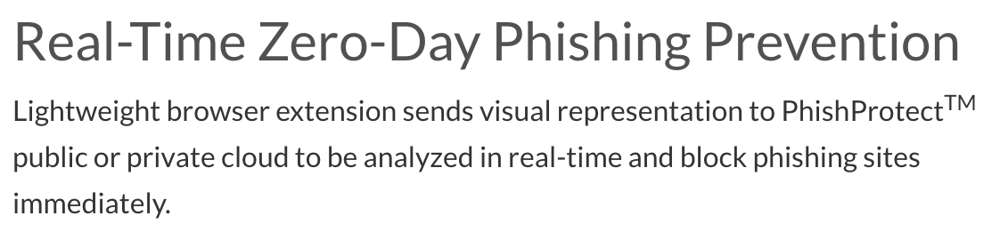 Real-Time Zero-Day Phishing Prevention
Lightweight browser extension sends visual representation to PhishProtect™
public or private cloud to be analyzed in real-time and block phishing sites
immediately.